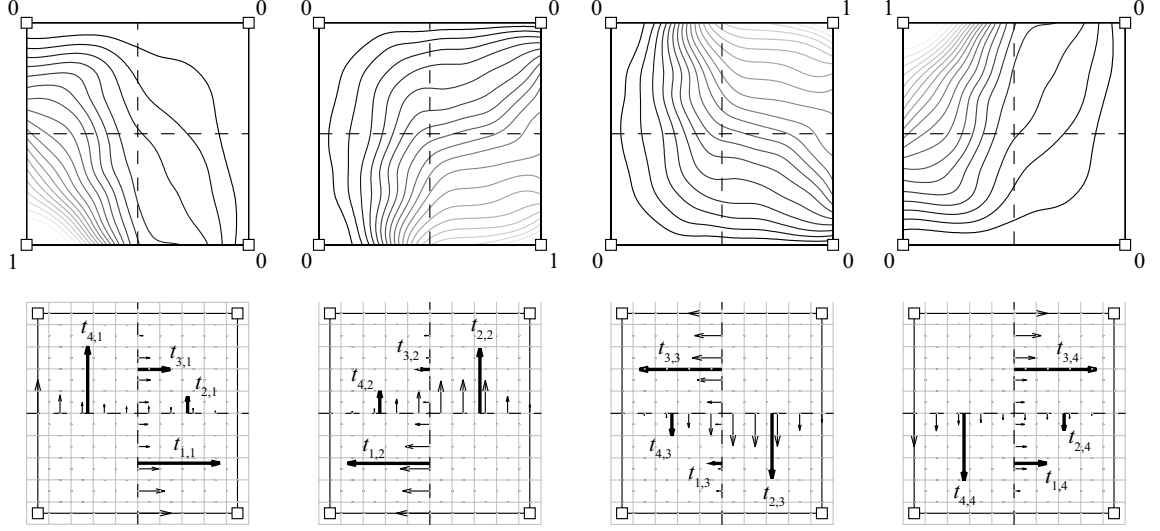 0 0 0 0 0 1 1 0
1 0 0 1 0 0 0 0
t4,1 t3,1 t2,1 t1,1
t3,2 t2,2 t4,2 t1,2
t3,3 t4,3 t1,3 t2,3
t3,4 t2,4 t1,4 t4,4